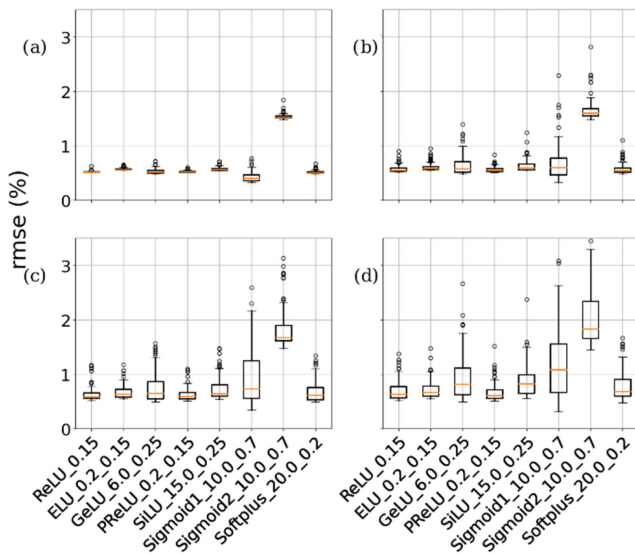 (a)
(b)
3
2
1
0
rmse (%)
(c)
(d)
3
2
1
0
ReLU_0.15
ELU_0.2_0.15
GeLU_6.0_0.25
PReLU_0.2_0.15
SiLU_15.0_0.25
Sigmoid1_10.0_0.7
Sigmoid2_10.0_0.7
Softplus_20.0_0.2
ReLU_0.15
ELU_0.2_0.15
GeLU_6.0_0.25
PReLU_0.2_0.15
SiLU_15.0_0.25
Sigmoid1_10.0_0.7
Sigmoid2_10.0_0.7
Softplus_20.0_0.2